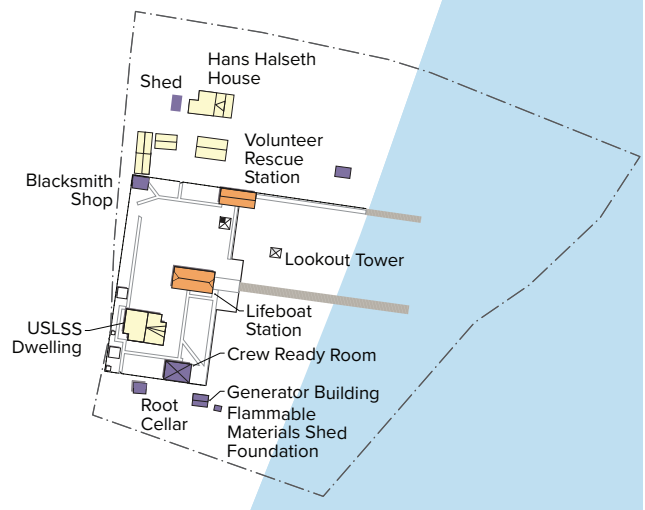 Hans Halseth
House
Shed
Volunteer
Rescue
Station
Blacksmith
Shop
Lookout Tower
Lifeboat
Station
USLSS
Dwelling
Crew Ready Room
Generator Building
Root
Cellar
Flammable
Materials Shed
Foundation